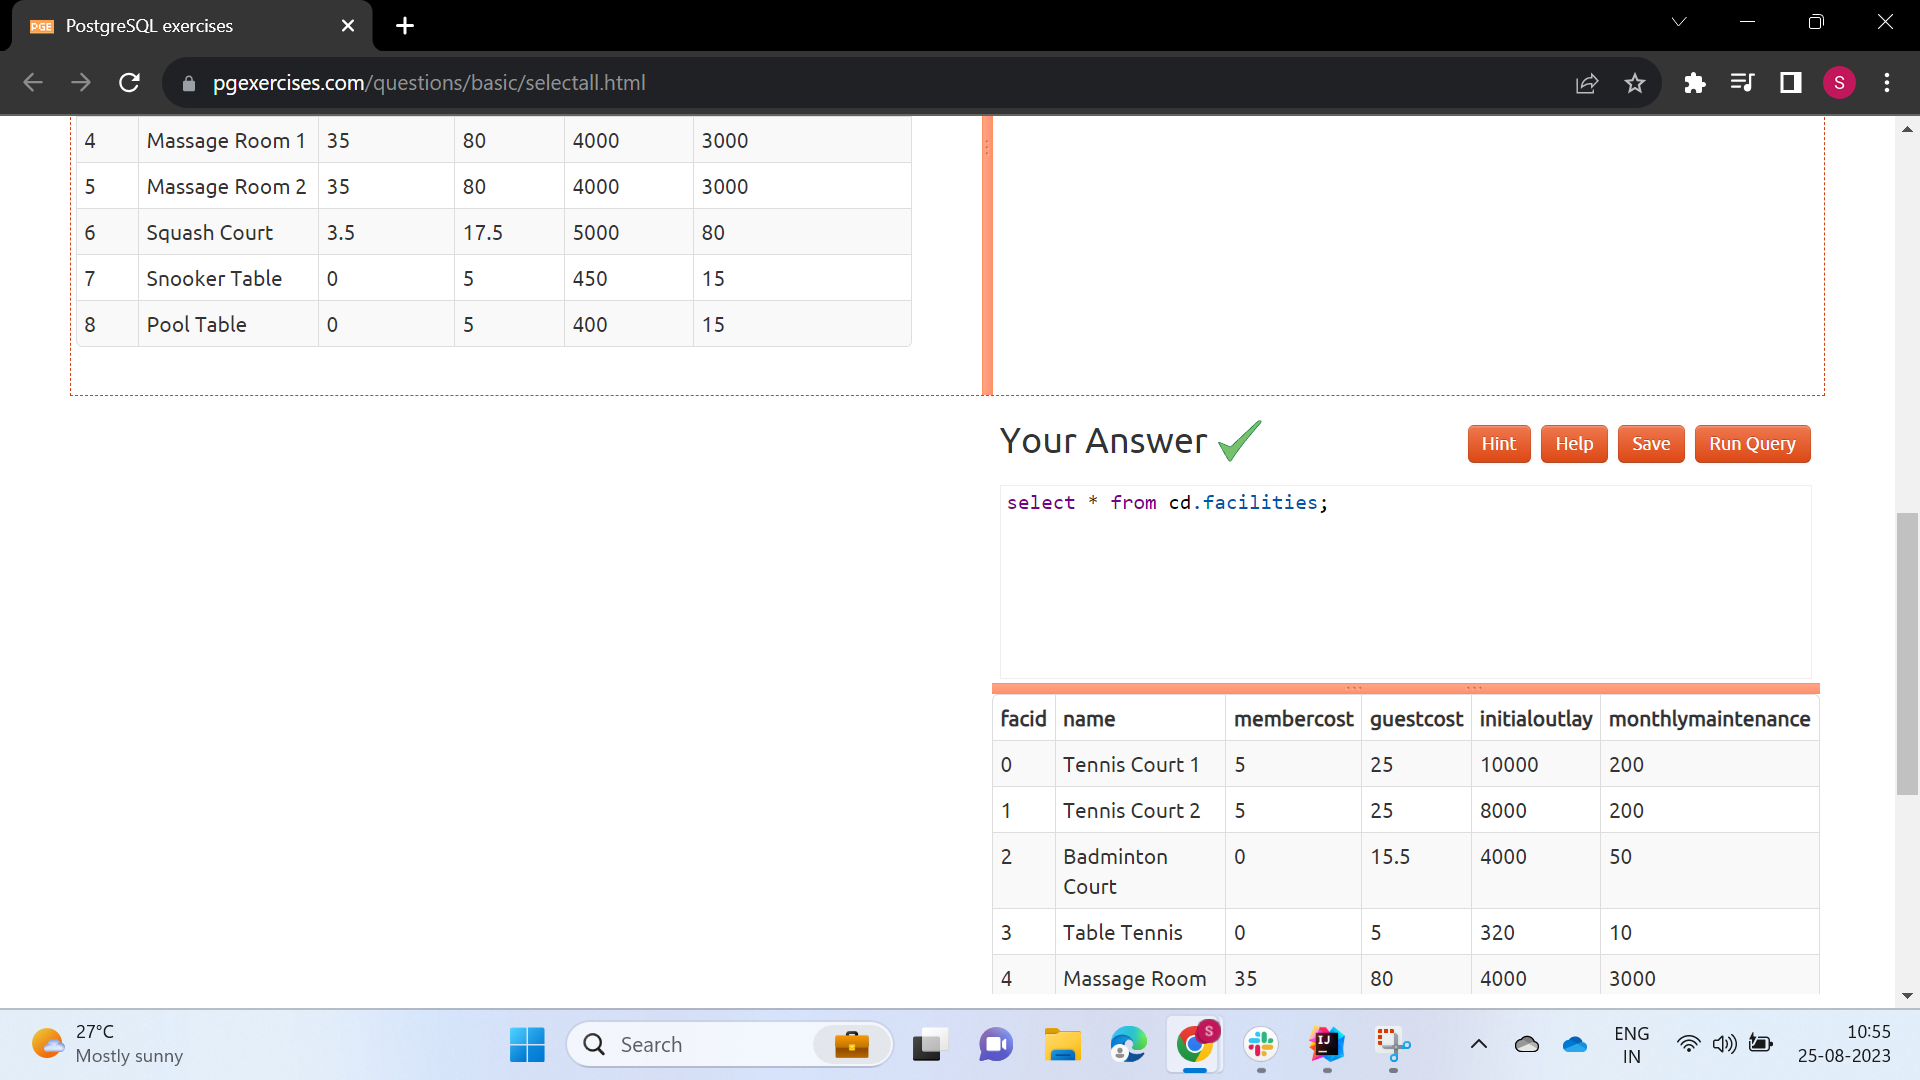 PGE PostgreSQL exercises
pgexercises.com/questions/basic/selectall.html
S
4 Massage Room 1 35 80 4000 3000
5 Massage Room 2 35 80 4000 3000
6 Squash Court 3.5 17.5 5000 80
7 Snooker Table 0 5 450 15
8 Pool Table 0 5 400 15
Your Answer
Hint Help Save Run Query
select * from cd.facilities;
facid name membercost guestcost initialoutlay monthlymaintenance
0 Tennis Court 1 5 25 10000 200
1 Tennis Court 2 5 25 8000 200
2 Badminton 0 15.5 4000 50
Court
3 Table Tennis 0 5 320 10
4 Massage Room 35 80 4000 3000
27°C
Mostly sunny
Search
S
IJ
ENG
IN
10:55
25-08-2023